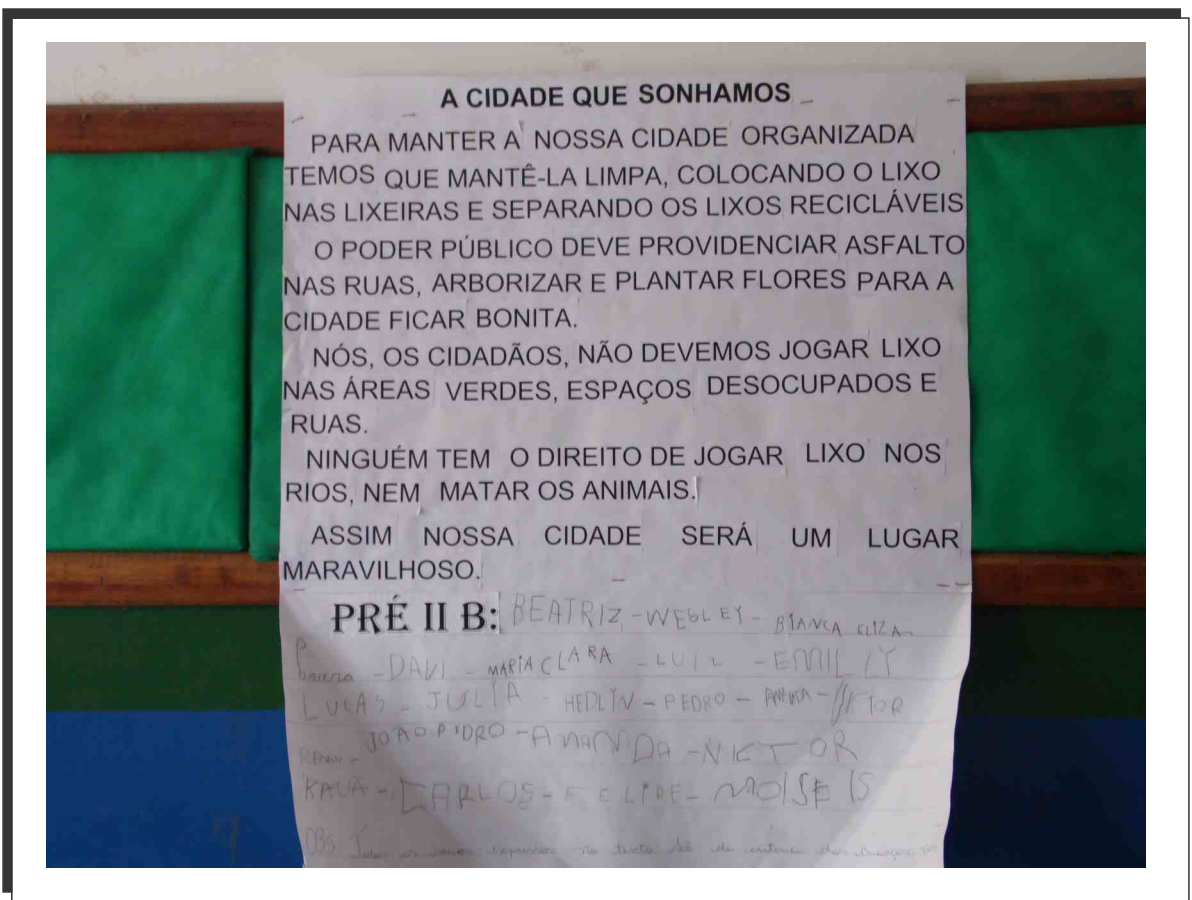 A CIDADE QUE SONHAMOS
PARA MANTER A NOSSA CIDADE ORGANIZADA
TEMOS QUE MANTÊ-LA LIMPA, COLOCANDO O LIXO
NAS LIXEIRAS E SEPARANDO OS LIXOS RECICLÁVEIS
O PODER PÚBLICO DEVE PROVIDENCIAR ASFALTO
NAS RUAS, ARBORIZAR E PLANTAR FLORES PARA A
CIDADE FICAR BONITA.
NÓS, OS CIDADÃOS, NÃO DEVEMOS JOGAR LIXO
NAS ÁREAS VERDES, ESPAÇOS DESOCUPADOS E
RUAS.
NINGUÉM TEM O DIREITO DE JOGAR LIXO NOS
RIOS, NEM MATAR OS ANIMAIS.
ASSIM NOSSA CIDADE SERÁ UM LUGAR
MARAVILHOSO.
PRÉ II B: BEATRIZ - WESLEY - BIANCA ELIZA -
- DAVI - MARIA CLARA - LUIZ - EMILLY
LUCAS - JULIA - HEDLYN - PEDRO -
JOÃO PEDRO - AMANDA -
KAUÃ - CARLOS - FELIPE - MOISEIS
OBS: